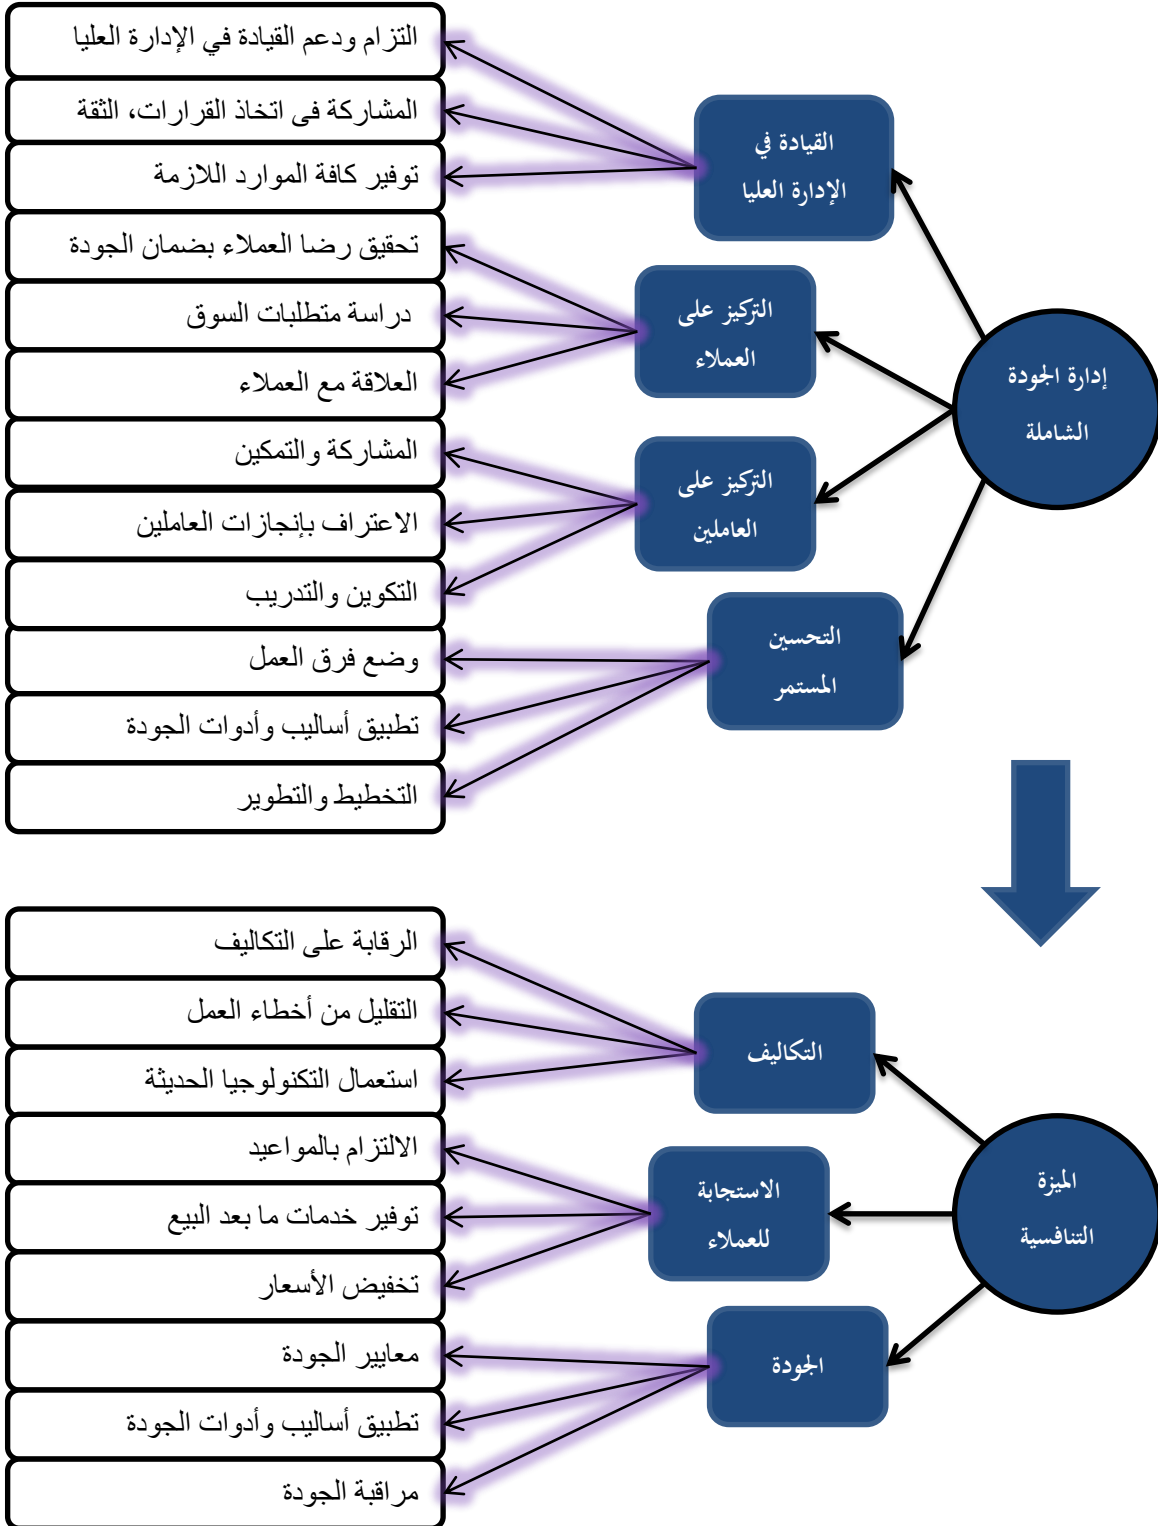 إدارة الجودة
الشاملة
القيادة في
الإدارة العليا
التزام ودعم القيادة في الإدارة العليا
المشاركة فى اتخاذ القرارات، الثقة
توفير كافة الموارد اللازمة
التركيز على
العملاء
تحقيق رضا العملاء بضمان الجودة
دراسة متطلبات السوق
العلاقة مع العملاء
التركيز على
العاملين
المشاركة والتمكين
الاعتراف بإنجازات العاملين
التكوين والتدريب
التحسين
المستمر
وضع فرق العمل
تطبيق أساليب وأدوات الجودة
التخطيط والتطوير
الميزة
التنافسية
التكاليف
الرقابة على التكاليف
التقليل من أخطاء العمل
استعمال التكنولوجيا الحديثة
الاستجابة
للعملاء
الالتزام بالمواعيد
توفير خدمات ما بعد البيع
تخفيض الأسعار
الجودة
معايير الجودة
تطبيق أساليب وأدوات الجودة
مراقبة الجودة